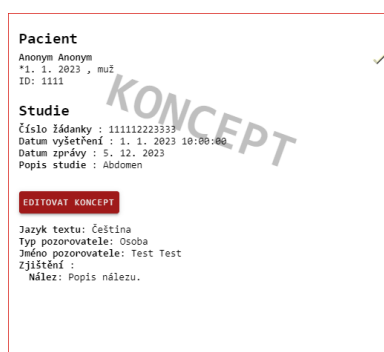 Pacient
Anonym Anonym
*1. 1. 2023 , muž
ID: 1111
KONCEPT
Studie
Číslo žádanky : 111112223333
Datum vyšetření : 1. 1. 2023 10:00:00
Datum zprávy : 5. 12. 2023
Popis studie : Abdomen
EDITOVAT KONCEPT
Jazyk textu: Čeština
Typ pozorovatele: Osoba
Jméno pozorovatele: Test Test
Zjištění :
Nález: Popis nálezu.